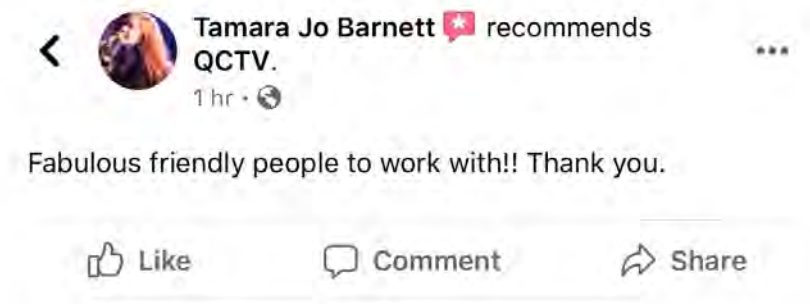 Tamara Jo Barnett recommends
QCTV.
1 hr ·
Fabulous friendly people to work with!! Thank you.
Like Comment Share